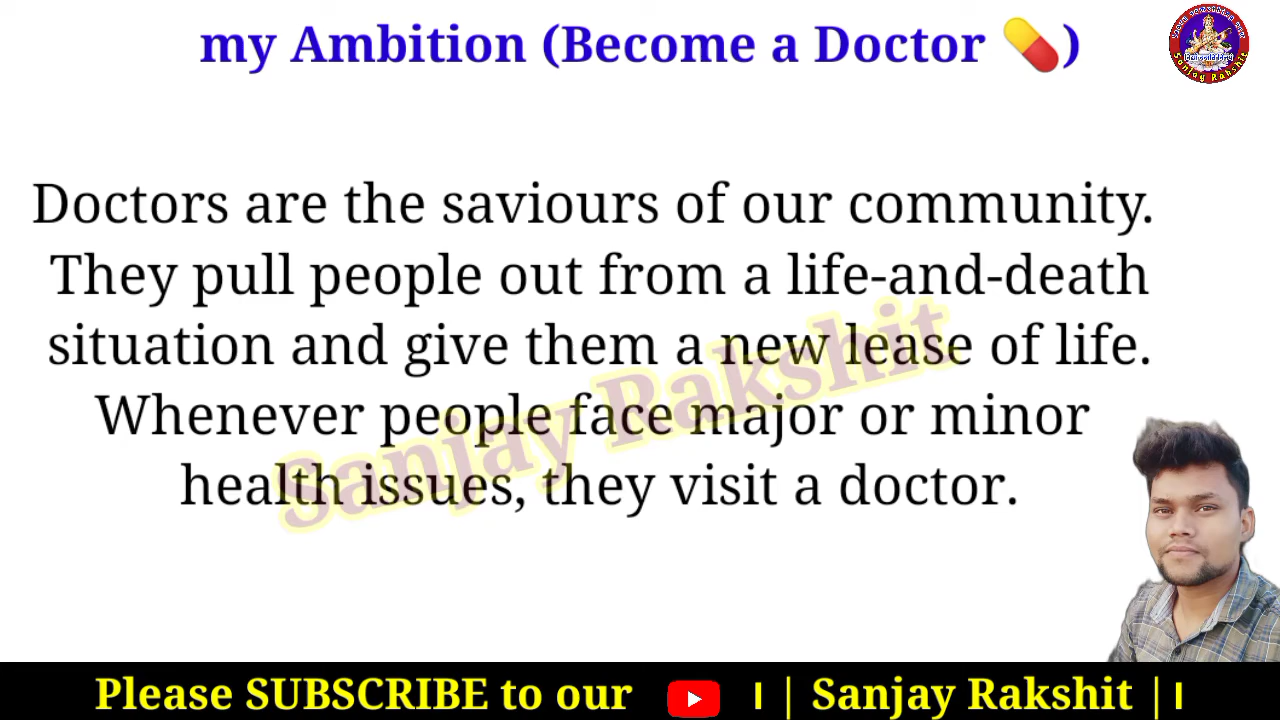 my Ambition (Become a Doctor 💊)
Doctors are the saviours of our community.
They pull people out from a life-and-death
situation and give them a new lease of life.
Whenever people face major or minor
health issues, they visit a doctor.
Sanjay Rakshit
Sanjay Rakshit
Please SUBSCRIBE to our ▶ । | Sanjay Rakshit |।